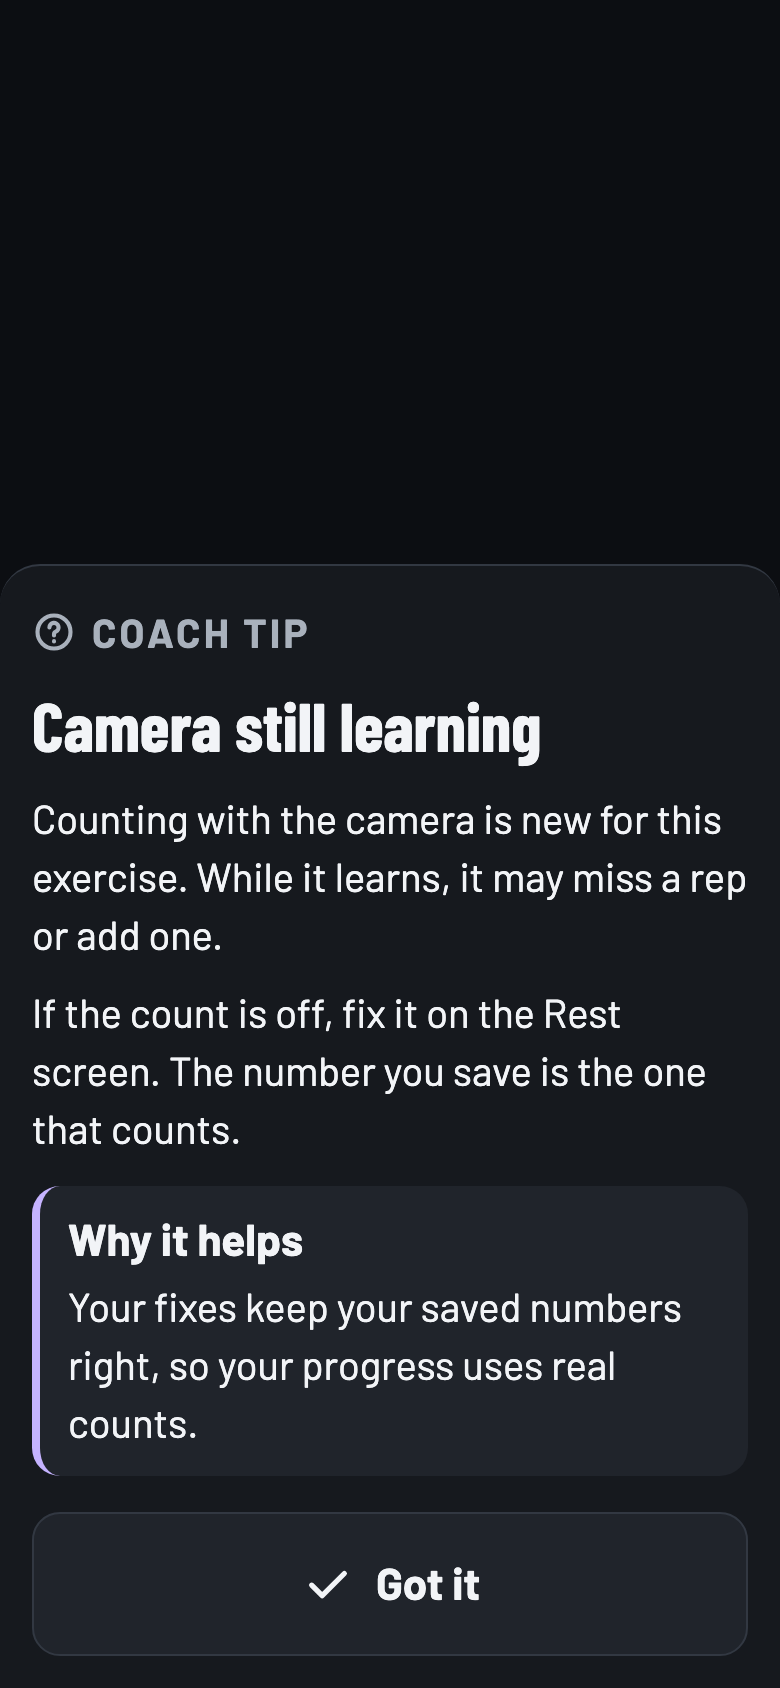 COACH TIP
Camera still learning
Counting with the camera is new for this
exercise. While it learns, it may miss a rep
or add one.
If the count is off, fix it on the Rest
screen. The number you save is the one
that counts.
Why it helps
Your fixes keep your saved numbers
right, so your progress uses real
counts.
Got it